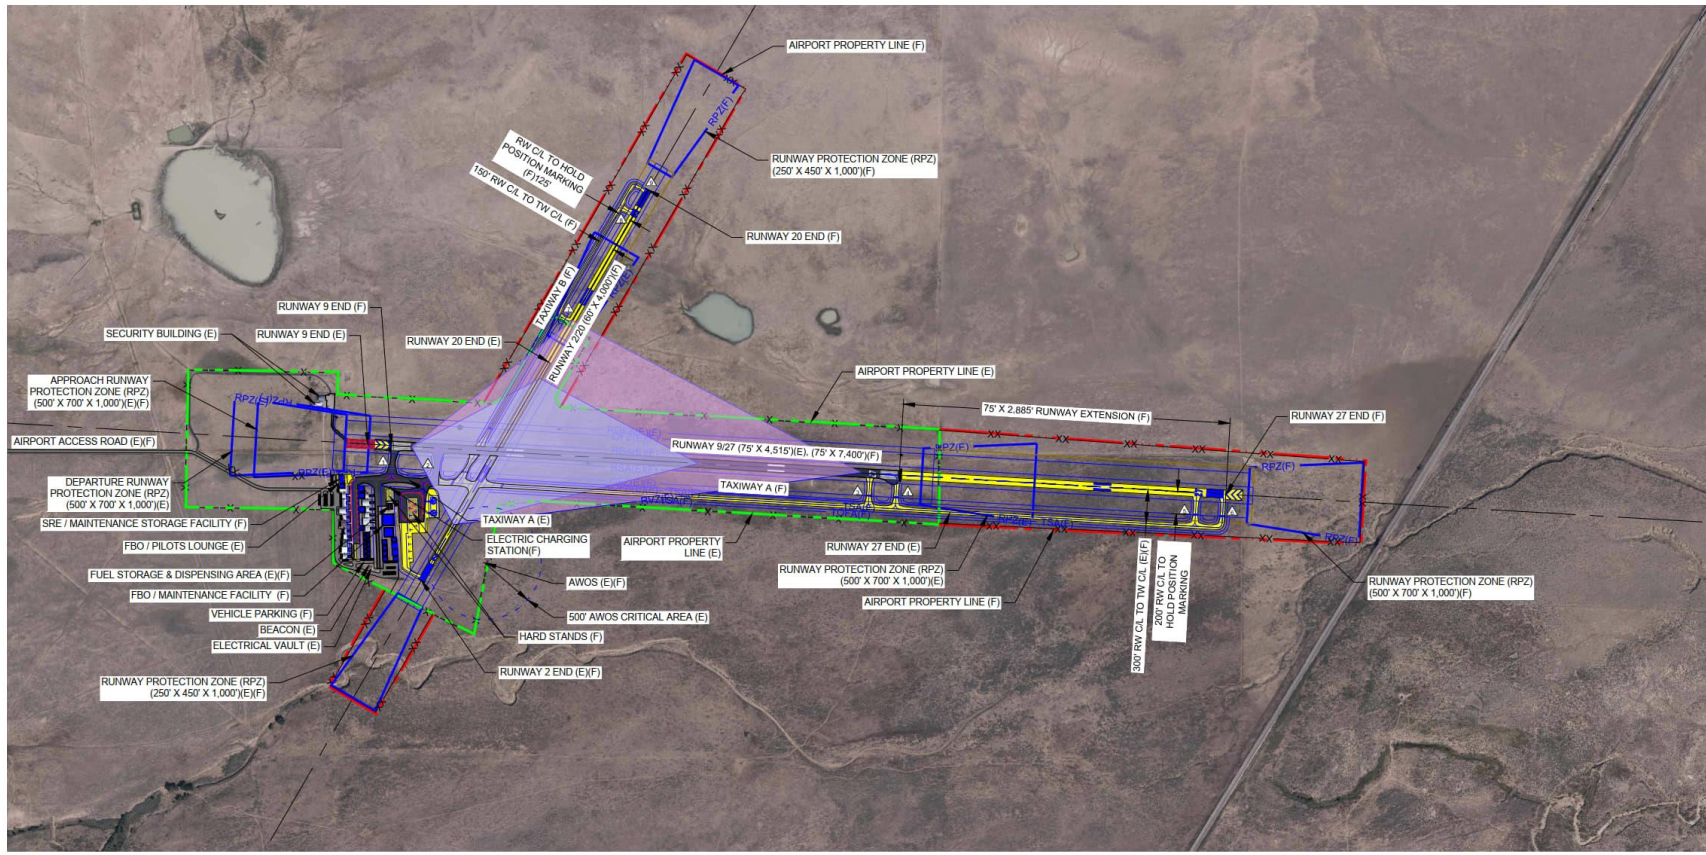 AIRPORT PROPERTY LINE (F)
RPZ(F)
RW C/L TO HOLD
POSITION MARKING
(F)125'
150' RW C/L TO TW C/L (F)
RUNWAY PROTECTION ZONE (RPZ)
(250' X 450' X 1,000')(F)
RUNWAY 20 END (F)
TAXIWAY B (F)
RPZ(E)
RUNWAY 2/20 (60' X 4,000')(F)
RUNWAY 9 END (F)
SECURITY BUILDING (E)
RUNWAY 9 END (E)
RUNWAY 20 END (E)
AIRPORT PROPERTY LINE (E)
APPROACH RUNWAY
PROTECTION ZONE (RPZ)
(500' X 700' X 1,000')(E)(F)
75' X 2,885' RUNWAY EXTENSION (F)
RUNWAY 27 END (F)
AIRPORT ACCESS ROAD (E)(F)
RUNWAY 9/27 (75' X 4,515')(E), (75' X 7,400')(F)
RPZ(E)
RPZ(F)
RPZ(E)
DEPARTURE RUNWAY
PROTECTION ZONE (RPZ)
(500' X 700' X 1,000')(E)
TAXIWAY A (F)
SRE / MAINTENANCE STORAGE FACILITY (F)
TAXIWAY A (E)
TOFA(F)
RPZ(E)
TSA(F)
FBO / PILOTS LOUNGE (E)
ELECTRIC CHARGING
STATION(F)
AIRPORT PROPERTY
LINE (E)
RUNWAY 27 END (E)
RPZ(F)
FUEL STORAGE & DISPENSING AREA (E)(F)
AWOS (E)(F)
RUNWAY PROTECTION ZONE (RPZ)
(500' X 700' X 1,000')(E)
RUNWAY PROTECTION ZONE (RPZ)
(500' X 700' X 1,000')(F)
FBO / MAINTENANCE FACILITY (F)
AIRPORT PROPERTY LINE (F)
300' RW C/L TO TW C/L (E)(F)
200' RW C/L TO
HOLD POSITION
MARKING
VEHICLE PARKING (F)
500' AWOS CRITICAL AREA (E)
BEACON (E)
HARD STANDS (F)
ELECTRICAL VAULT (E)
RUNWAY 2 END (E)(F)
RUNWAY PROTECTION ZONE (RPZ)
(250' X 450' X 1,000')(E)(F)